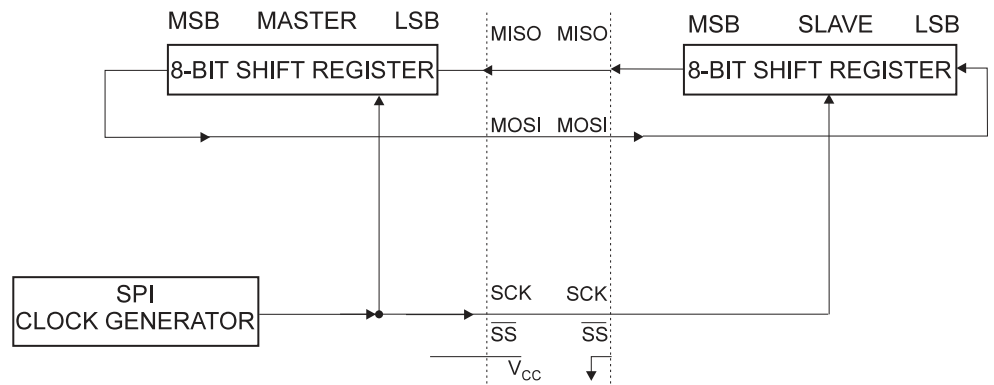 MSB MASTER LSB MISO MISO MSB SLAVE LSB
8-BIT SHIFT REGISTER 8-BIT SHIFT REGISTER
MOSI MOSI
SPI
CLOCK GENERATOR
SCK SCK
SS SS
VCC